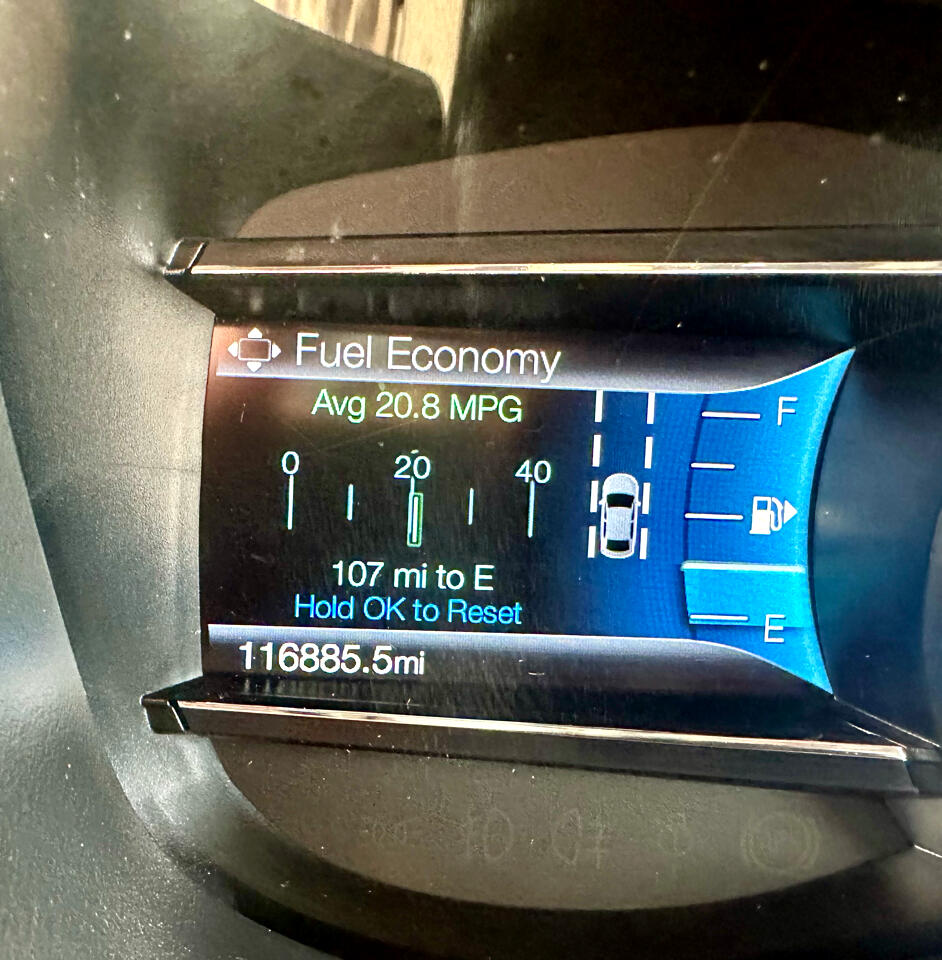 Fuel Economy
Avg 20.8 MPG
F
0 20 40
107 mi to E
Hold OK to Reset
E
116885.5mi